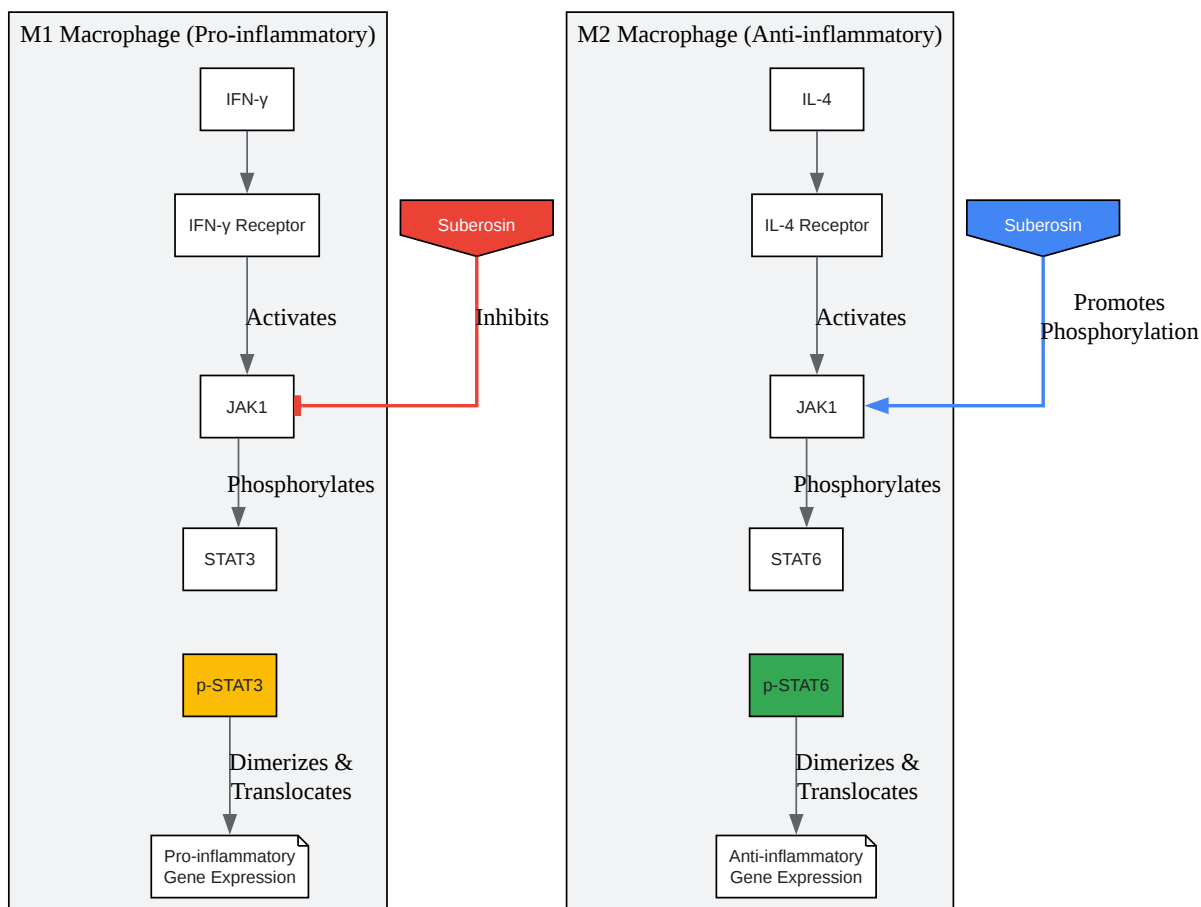 M1 Macrophage (Pro-inflammatory)
IFN-γ
IFN-γ Receptor
Suberosin
Activates
Inhibits
JAK1
Phosphorylates
STAT3
p-STAT3
Dimerizes &
Translocates
Pro-inflammatory
Gene Expression
M2 Macrophage (Anti-inflammatory)
IL-4
IL-4 Receptor
Suberosin
Activates
Promotes
Phosphorylation
JAK1
Phosphorylates
STAT6
p-STAT6
Dimerizes &
Translocates
Anti-inflammatory
Gene Expression